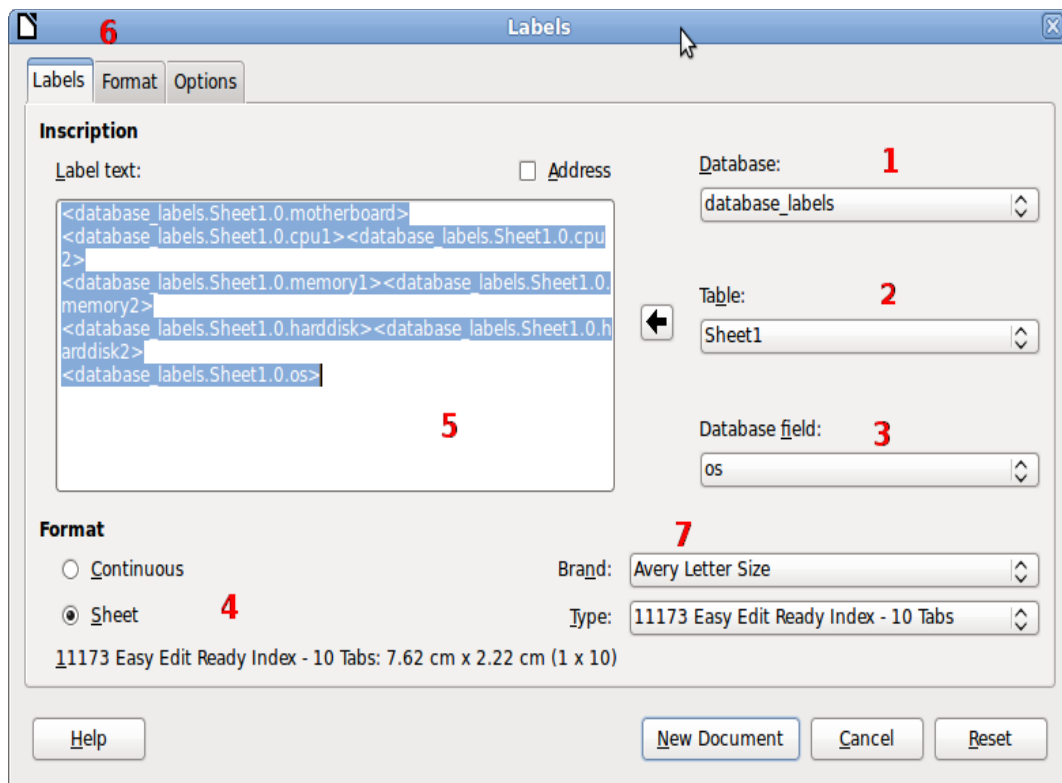 6
Labels
Labels Format Options
Inscription
Label text:
Address
<database_labels.Sheet1.0.motherboard>
<database_labels.Sheet1.0.cpu1><database_labels.Sheet1.0.cpu
2>
<database_labels.Sheet1.0.memory1><database_labels.Sheet1.0.
memory2>
<database_labels.Sheet1.0.harddisk><database_labels.Sheet1.0.h
arddisk2>
<database_labels.Sheet1.0.os>
5
Database: 1
database_labels
Table: 2
Sheet1
Database field: 3
os
Format
Continuous
Sheet 4
7
Brand: Avery Letter Size
Type: 11173 Easy Edit Ready Index - 10 Tabs
11173 Easy Edit Ready Index - 10 Tabs: 7.62 cm x 2.22 cm (1 x 10)
Help New Document Cancel Reset